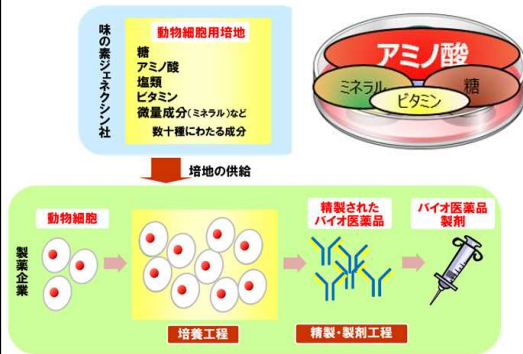 味の素ジェネクシン社
動物細胞用培地
糖
アミノ酸
塩類
ビタミン
微量成分(ミネラル)など
数十種にわたる成分
アミノ酸
ミネラル
糖
ビタミン
培地の供給
製薬企業
動物細胞
精製された
バイオ医薬品
バイオ医薬品
製剤
培養工程
精製・製剤工程